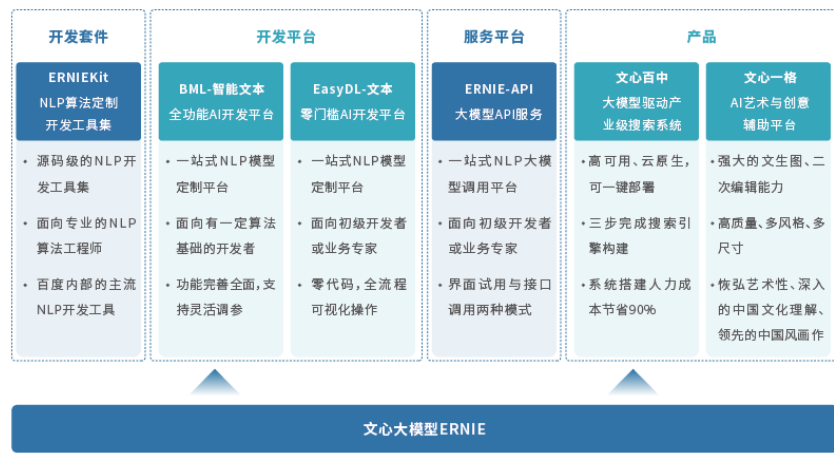 开发套件
ERNIEKit
NLP算法定制
开发工具集
• 源码级的NLP开
发工具集
• 面向专业的NLP
算法工程师
• 百度内部的主流
NLP开发工具
开发平台
BML-智能文本
全功能AI开发平台
• 一站式NLP模型
定制平台
• 面向有一定算法
基础的开发者
• 功能完善全面,支
持灵活调参
EasyDL-文本
零门槛AI开发平台
• 一站式NLP模型
定制平台
• 面向初级开发者
或业务专家
• 零代码,全流程
可视化操作
服务平台
ERNIE-API
大模型API服务
• 一站式NLP大模
型调用平台
• 面向初级开发者
或业务专家
• 界面试用与接口
调用两种模式
产品
文心百中
大模型驱动产
业级搜索系统
• 高可用、云原生,
可一键部署
• 三步完成搜索引
擎构建
• 系统搭建人力成
本节省90%
文心一格
AI艺术与创意
辅助平台
• 强大的文生图、二
次编辑能力
• 高质量、多风格、多
尺寸
• 恢弘艺术性、深入
的中国文化理解、
领先的中国风画作
文心大模型ERNIE